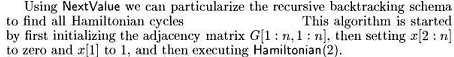 Using NextValue we can particularize the recursive backtracking schema
to find all Hamiltonian cycles This algorithm is started
by first initializing the adjacency matrix G[1 : n, 1 : n], then setting x[2 : n]
to zero and x[1] to 1, and then executing Hamiltonian(2).